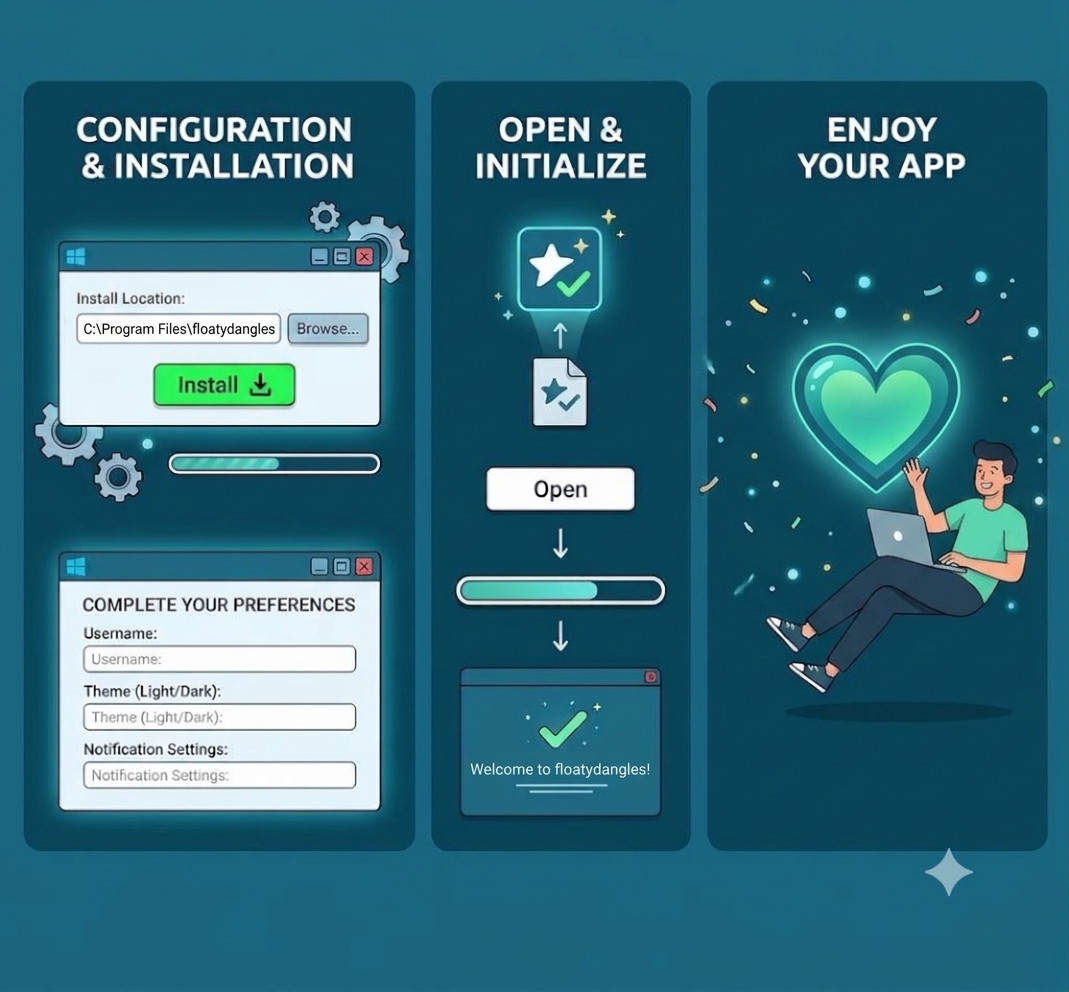 CONFIGURATION
& INSTALLATION
Install Location:
C:\Program Files\floatydangles
Browse...
Install
COMPLETE YOUR PREFERENCES
Username:
Username:
Theme (Light/Dark):
Theme (Light/Dark):
Notification Settings:
Notification Settings:
OPEN &
INITIALIZE
Open
Welcome to floatydangles!
ENJOY
YOUR APP